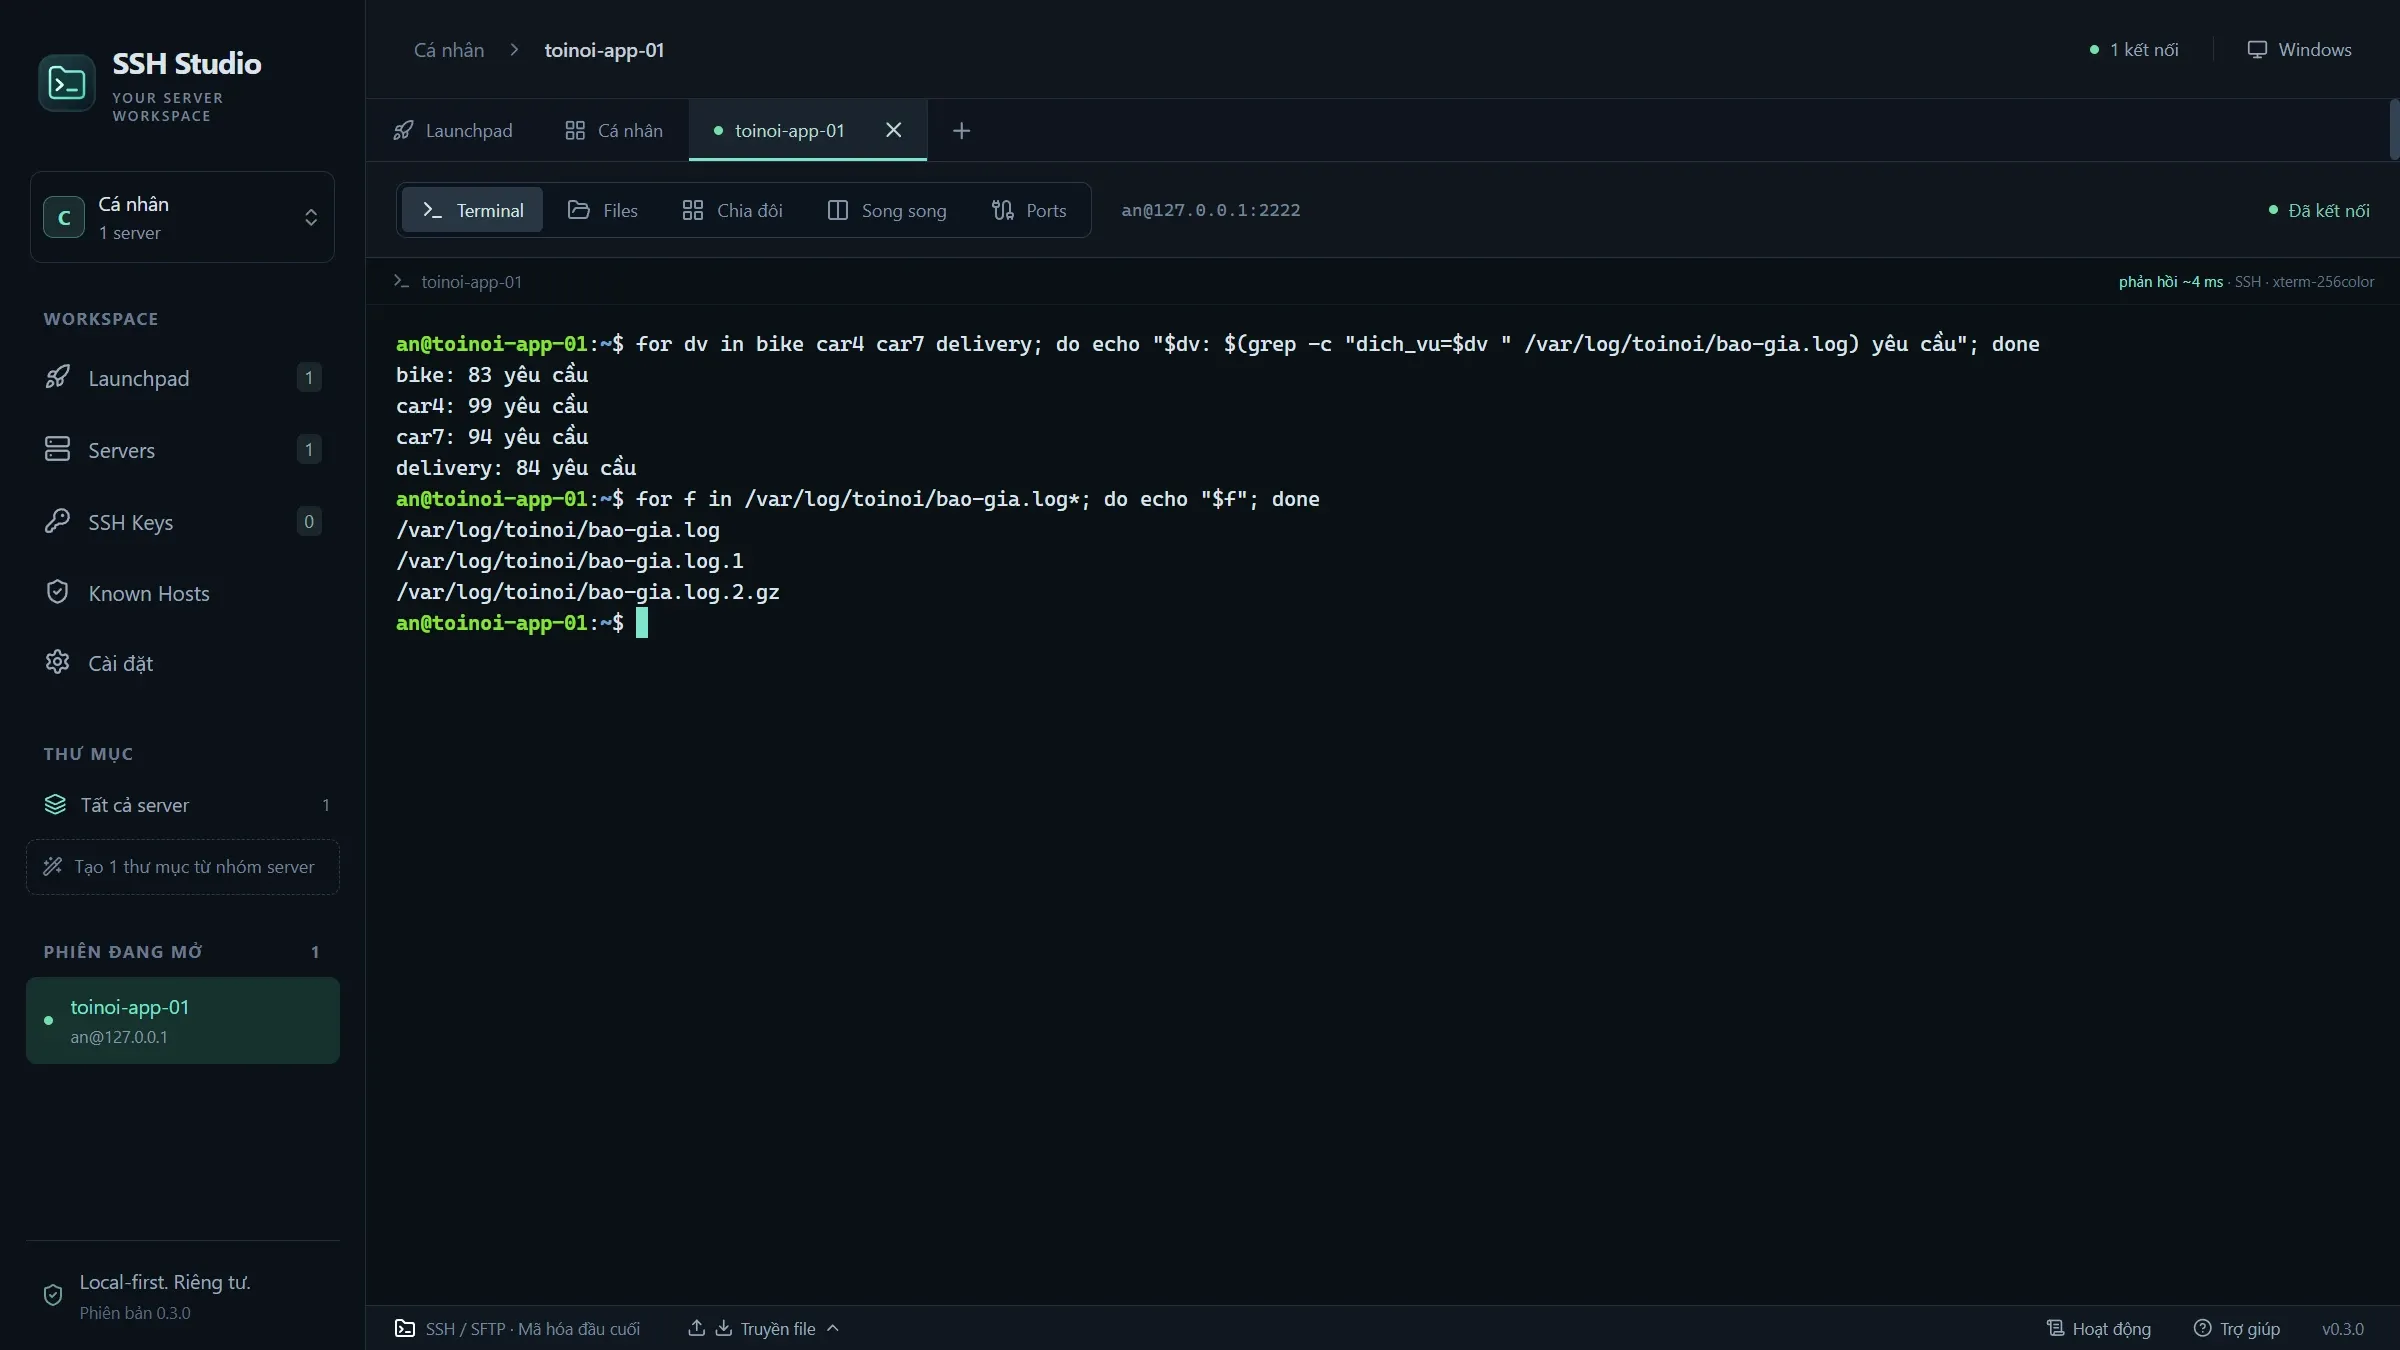 SSH Studio
YOUR SERVER
WORKSPACE
C
Cá nhân
1 server
WORKSPACE
Launchpad 1
Servers 1
SSH Keys 0
Known Hosts
Cài đặt
THƯ MỤC
Tất cả server 1
Tạo 1 thư mục từ nhóm server
PHIÊN ĐANG MỞ 1
toinoi-app-01
an@127.0.0.1
Local-first. Riêng tư.
Phiên bản 0.3.0
Cá nhân > toinoi-app-01
1 kết nối
Windows
Launchpad
Cá nhân
toinoi-app-01
Terminal
Files
Chia đôi
Song song
Ports
an@127.0.0.1:2222
Đã kết nối
toinoi-app-01
phản hồi ~4 ms · SSH · xterm-256color
an@toinoi-app-01:~$ for dv in bike car4 car7 delivery; do echo "$dv: $(grep -c "dich_vu=$dv " /var/log/toinoi/bao-gia.log) yêu cầu"; done
bike: 83 yêu cầu
car4: 99 yêu cầu
car7: 94 yêu cầu
delivery: 84 yêu cầu
an@toinoi-app-01:~$ for f in /var/log/toinoi/bao-gia.log*; do echo "$f"; done
/var/log/toinoi/bao-gia.log
/var/log/toinoi/bao-gia.log.1
/var/log/toinoi/bao-gia.log.2.gz
an@toinoi-app-01:~$
SSH / SFTP · Mã hóa đầu cuối
Truyền file
Hoạt động
Trợ giúp
v0.3.0